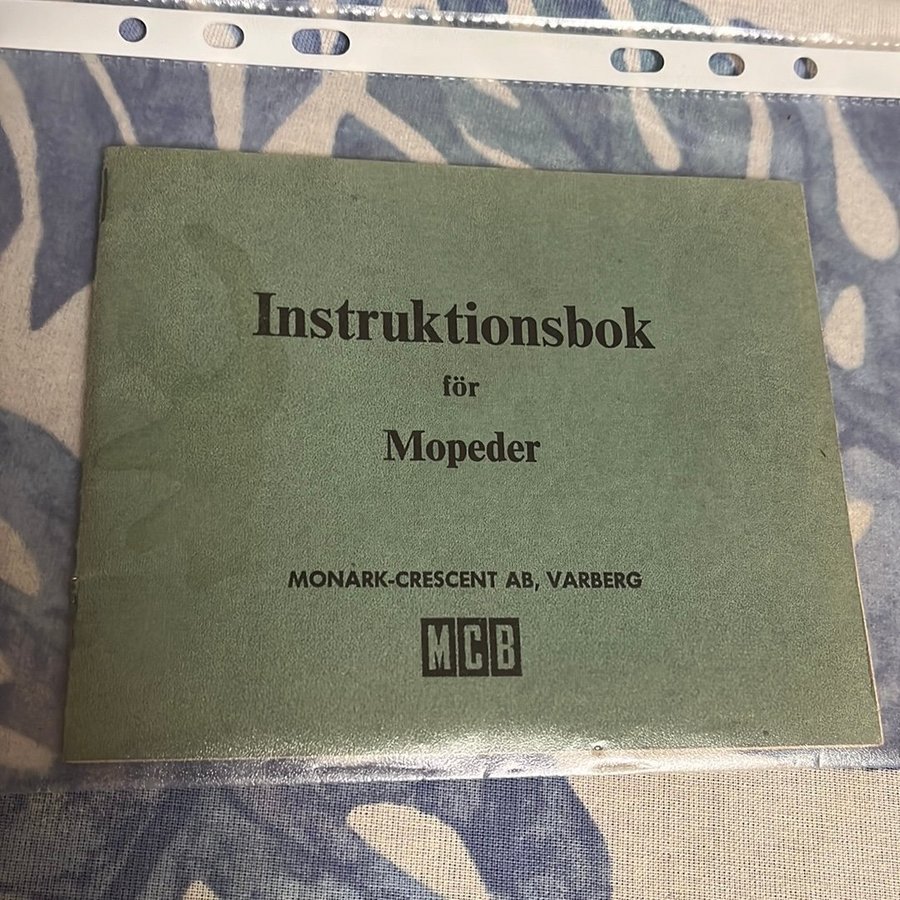 Instruktionsbok
för
Mopeder
MONARK-CRESCENT AB, VARBERG
MCB